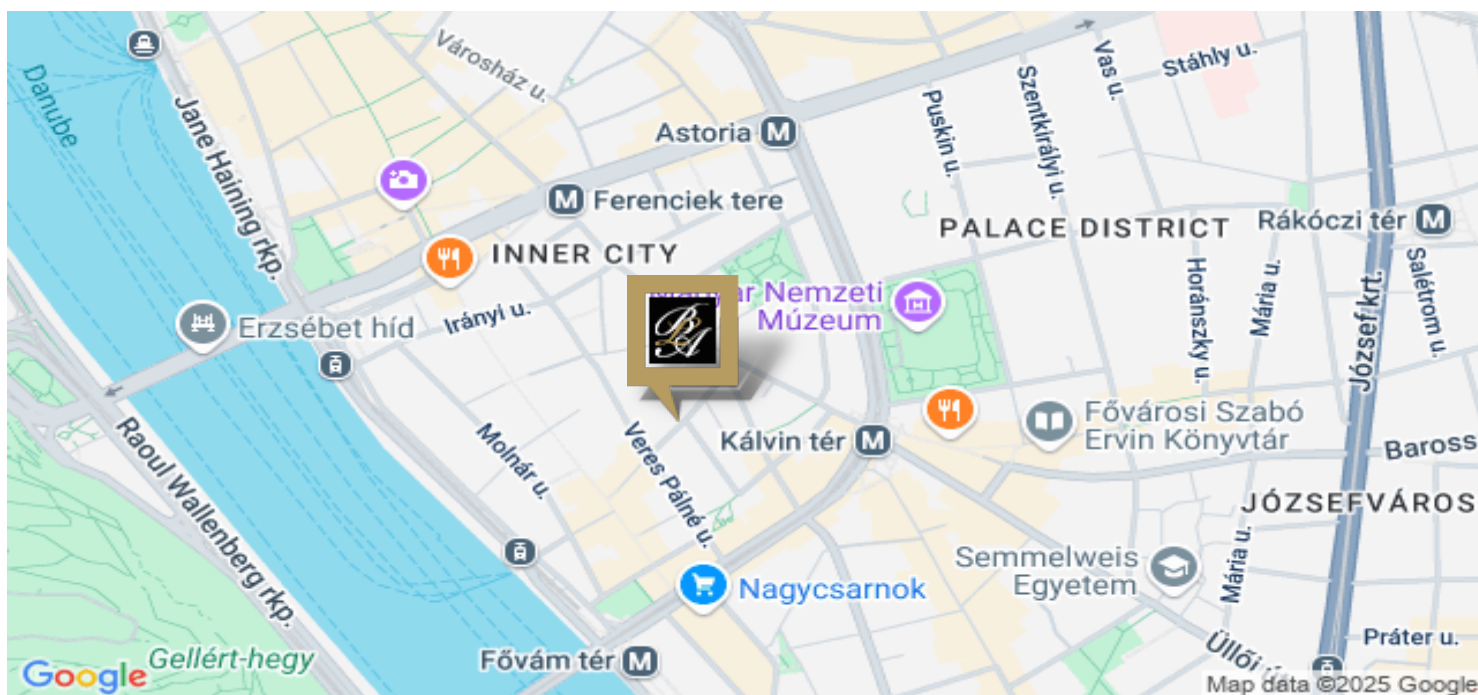 Városház u.
Vas u.
Stáhly u.
Danube
Jane Haining rkp.
Astoria M
Puskin u.
Szentkirályi u.
M Ferenciek tere
PALACE DISTRICT
Rákóczi tér M
INNER CITY
Horánszky u.
Mária u.
Salétrom u.
József krt.
Erzsébet híd
Irányi u.
ar Nemzeti
Múzeum
Molnár u.
Veres Pálné u.
Kálvin tér M
Fővárosi Szabó
Ervin Könyvtár
Baross
Raoul Wallenberg rkp.
JÓZSEFVÁROS
Semmelweis
Egyetem
Mária u.
Nagycsarnok
Üllői
Práter u.
Gellért-hegy
Fővám tér M
Google
Map data ©2025 Google